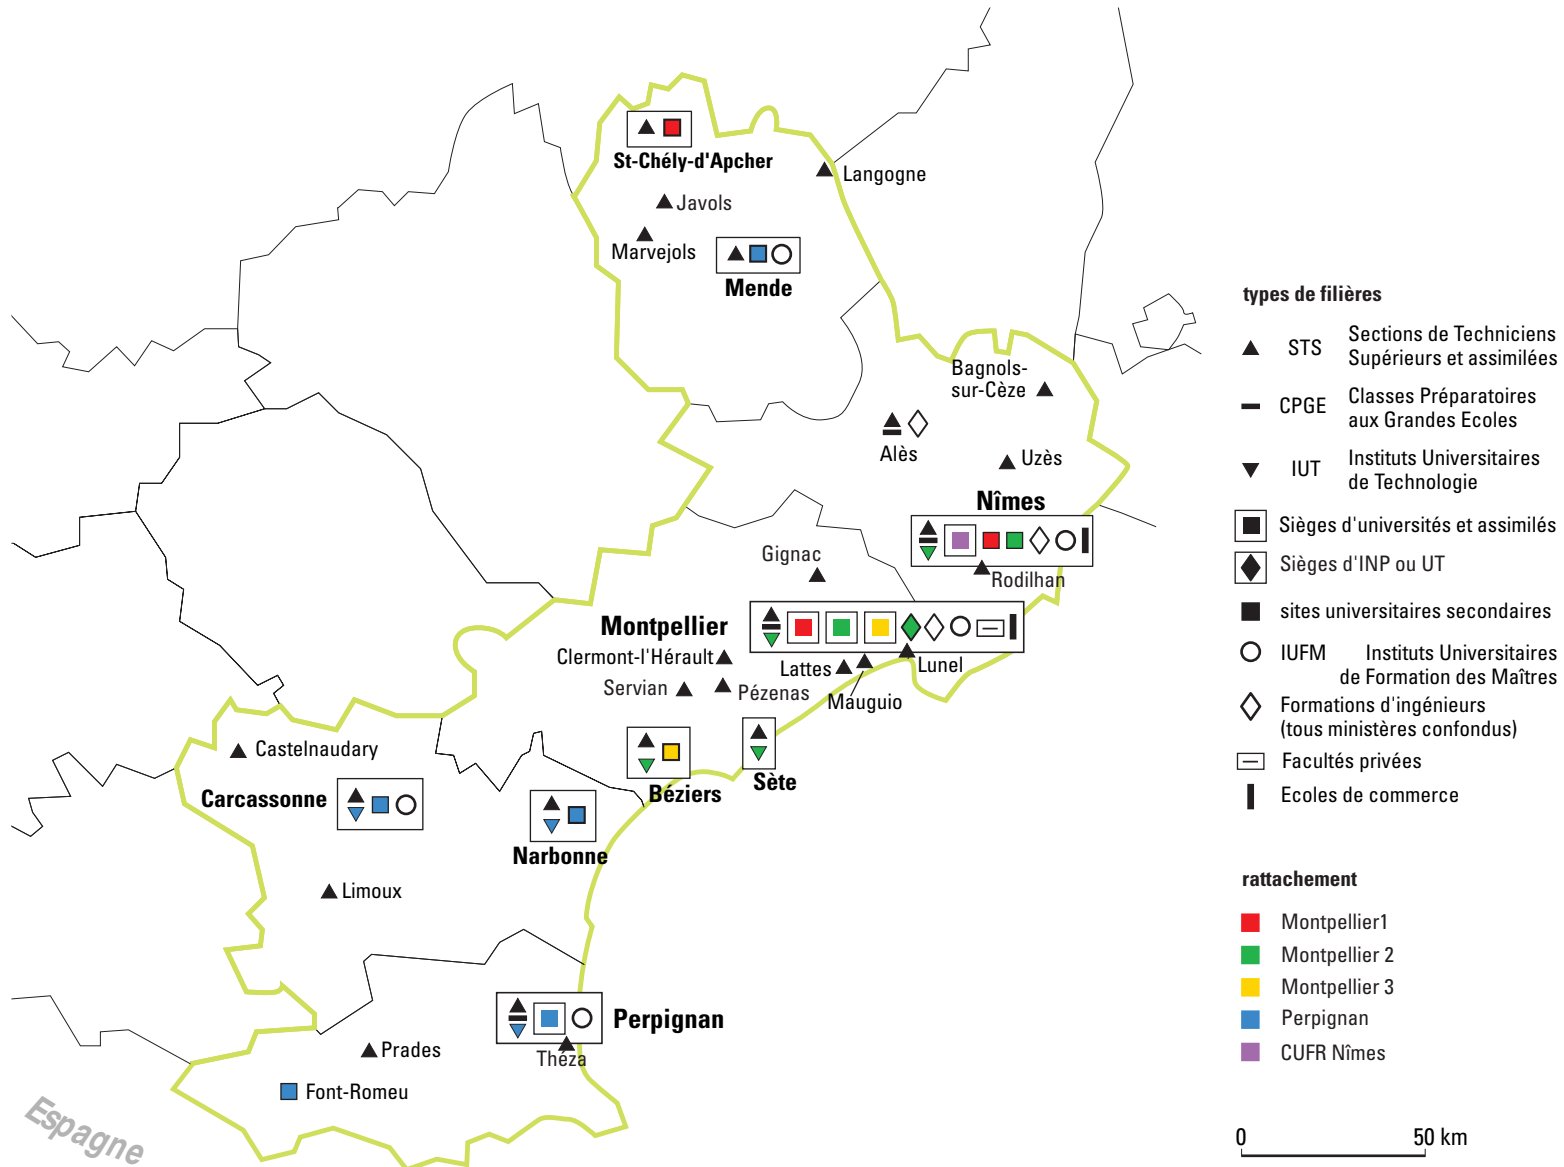 St-Chély-d'Apcher
Langogne
Javols
Marvejols
Mende
Bagnols-
sur-Cèze
Alès
Uzès
Nîmes
Gignac
Rodilhan
Montpellier
Clermont-l'Hérault
Lattes
Lunel
Servian
Pézenas
Mauguio
Castelnaudary
Sète
Béziers
Carcassonne
Narbonne
Limoux
Perpignan
Théza
Prades
Font-Romeu
Espagne
types de filières
STS Sections de Techniciens
Supérieurs et assimilées
CPGE Classes Préparatoires
aux Grandes Ecoles
IUT Instituts Universitaires
de Technologie
Sièges d'universités et assimilés
Sièges d'INP ou UT
sites universitaires secondaires
IUFM Instituts Universitaires
de Formation des Maîtres
Formations d'ingénieurs
(tous ministères confondus)
Facultés privées
Ecoles de commerce
rattachement
Montpellier1
Montpellier 2
Montpellier 3
Perpignan
CUFR Nîmes
0 50 km